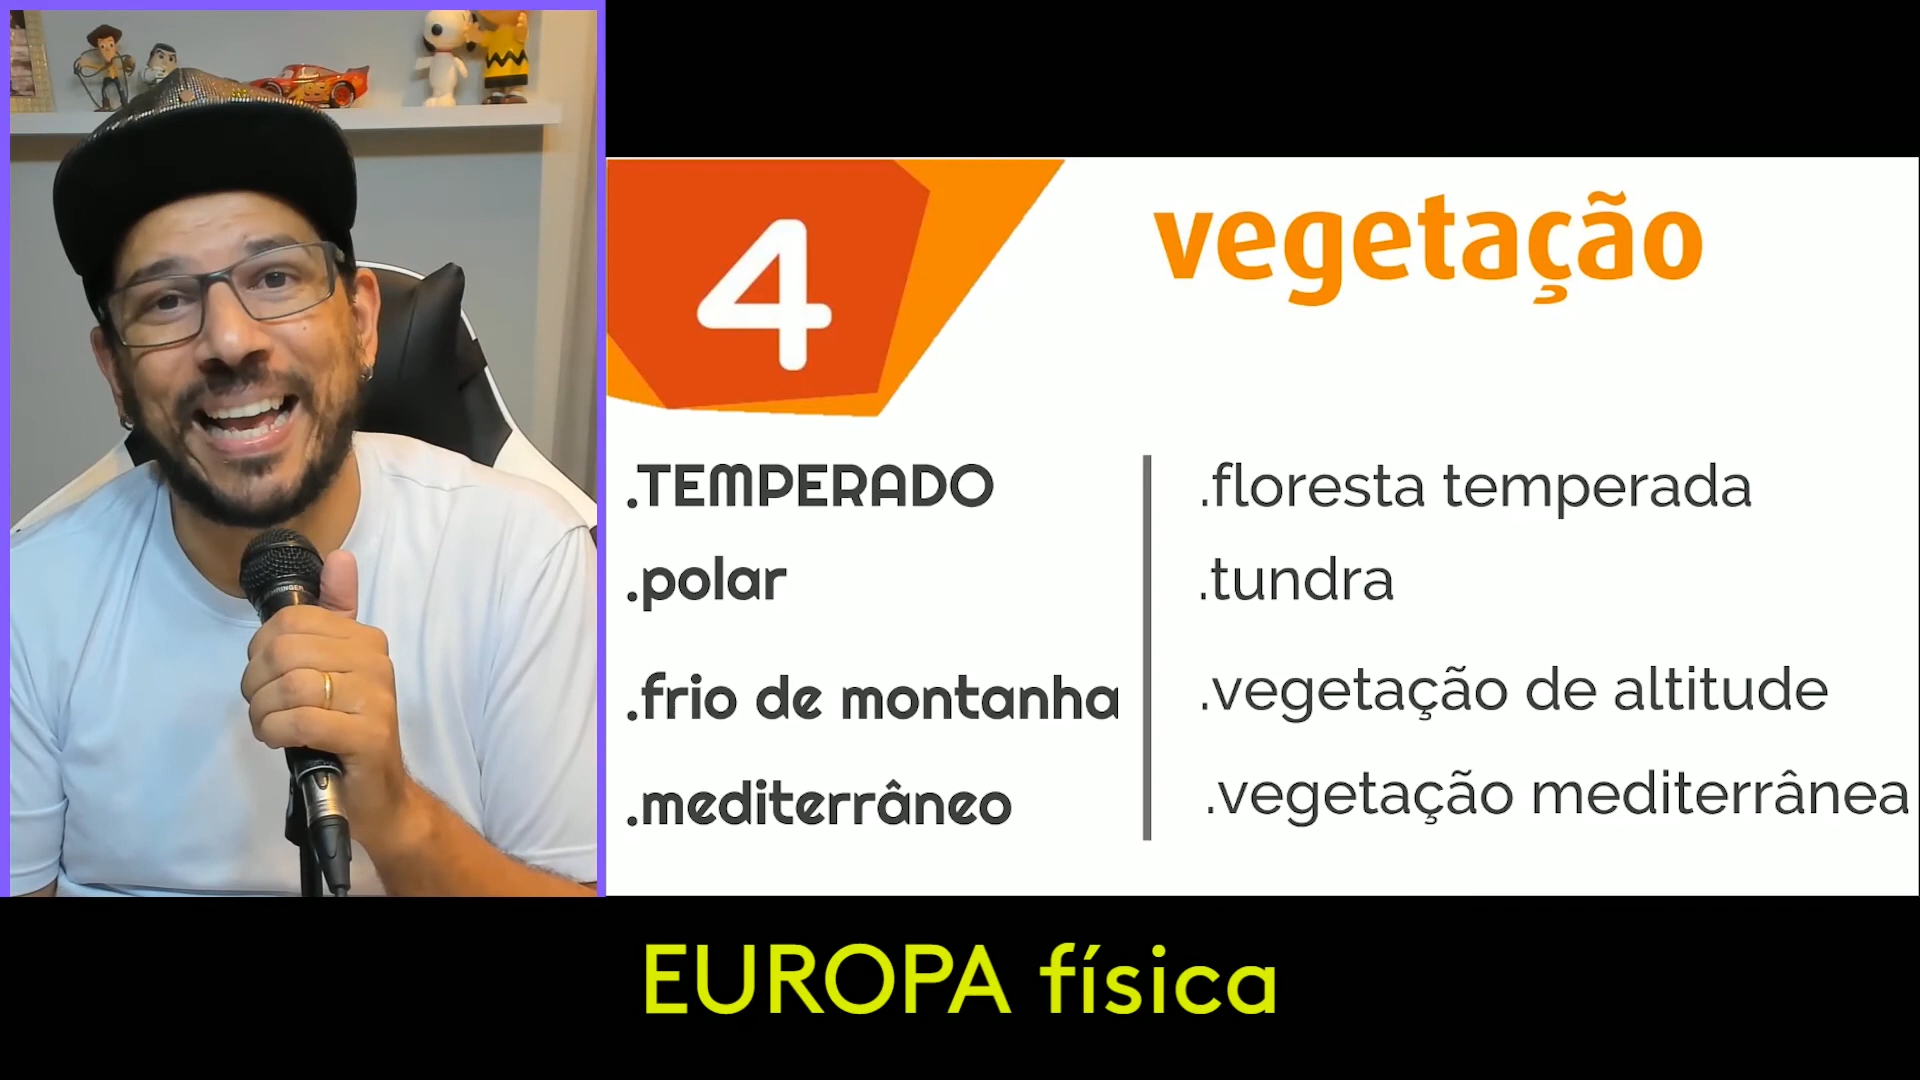 4
vegetação
.TEMPERADO
.floresta temperada
.polar
.tundra
.frio de montanha
.vegetação de altitude
.mediterrâneo
.vegetação mediterrânea
EUROPA física